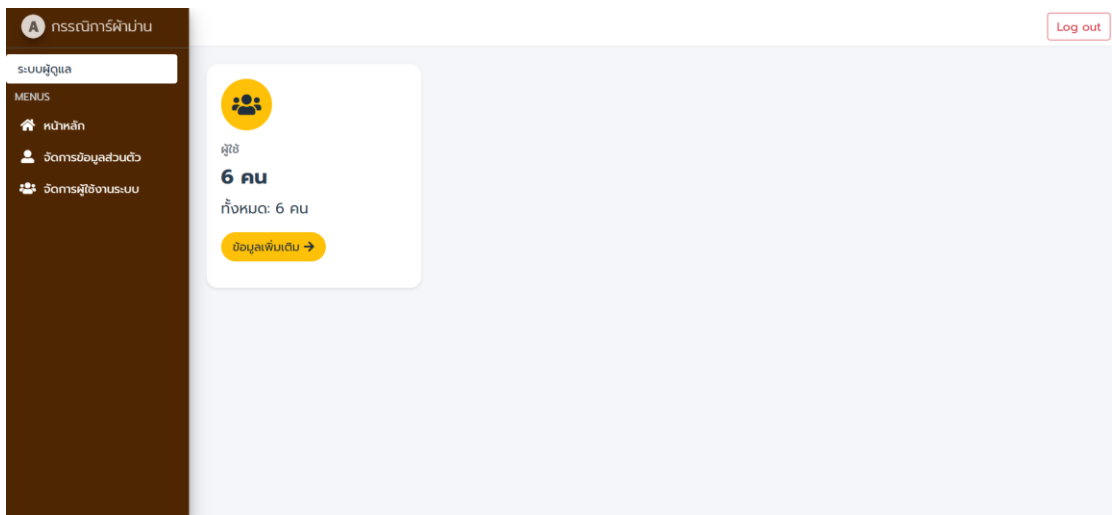 A กรรณิการ์ผ้าม่าน
Log out
ระบบผู้ดูแล
MENUS
หน้าหลัก
จัดการข้อมูลส่วนตัว
จัดการผู้ใช้งานระบบ
ผู้ใช้
6 คน
ทั้งหมด: 6 คน
ข้อมูลเพิ่มเติม